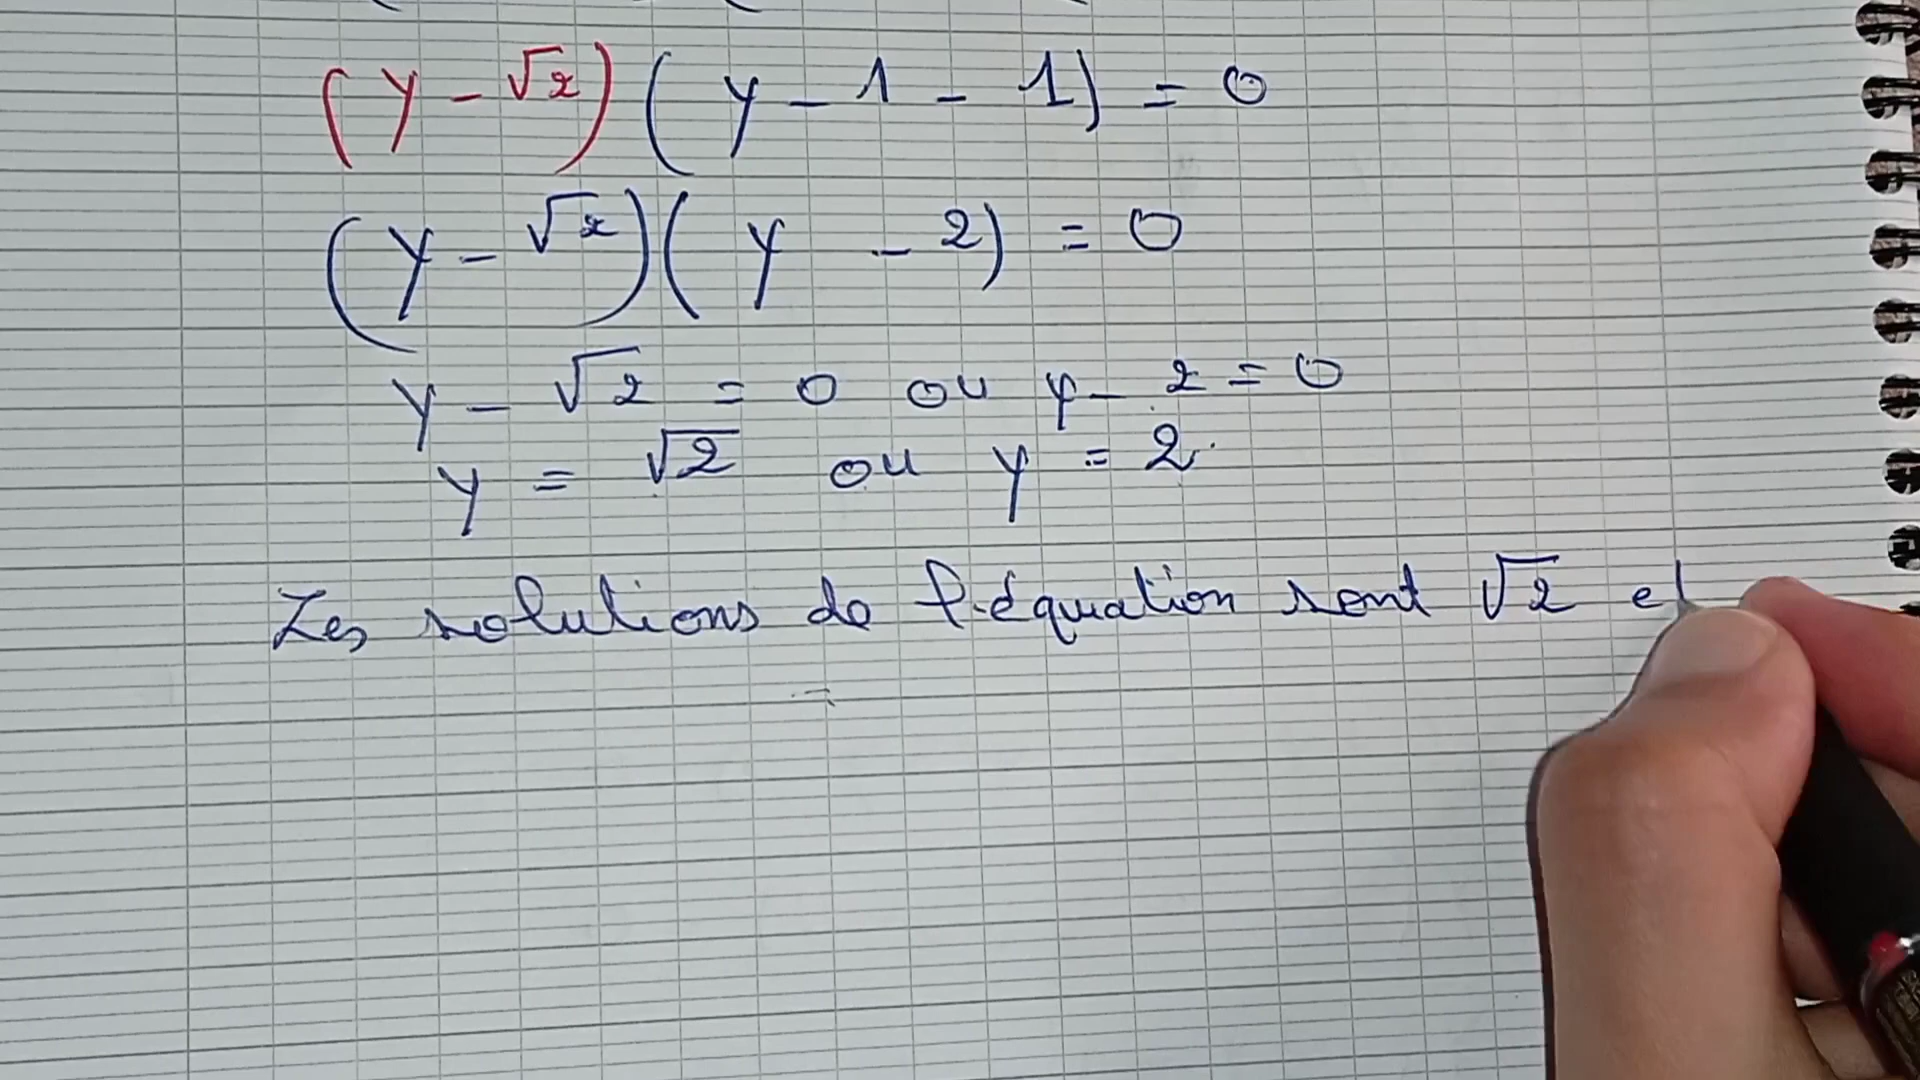 (y - √2)(y - 1 - 1) = 0
(y - √2)(y - 2) = 0
y - √2 = 0 ou y - 2 = 0
y = √2 ou y = 2
Les solutions de l'équation sont √2 et